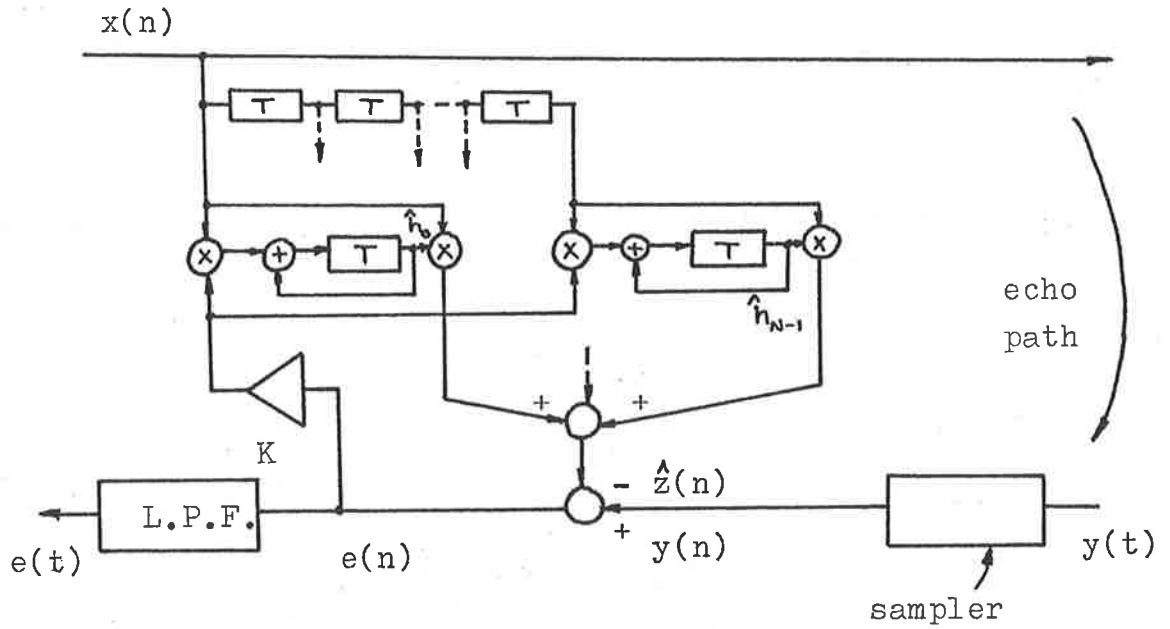 x(n)
T T T
ĥ₀
x + T x x + T x
ĥ_{N-1}
echo
path
+ +
K
- ẑ(n)
L.P.F.
+ y(n)
e(t) e(n) y(t)
sampler